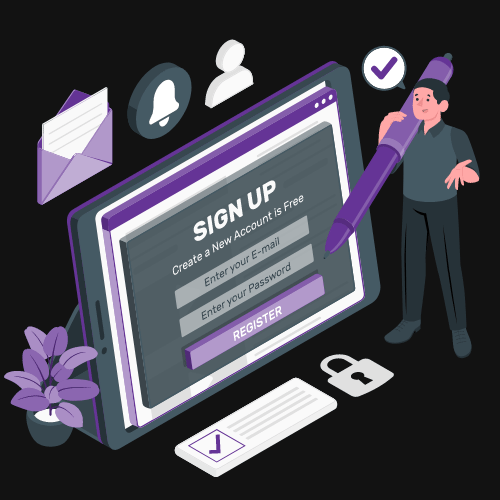 SIGN UP
Create a New Account is Free
Enter your E-mail
Enter your Password
REGISTER